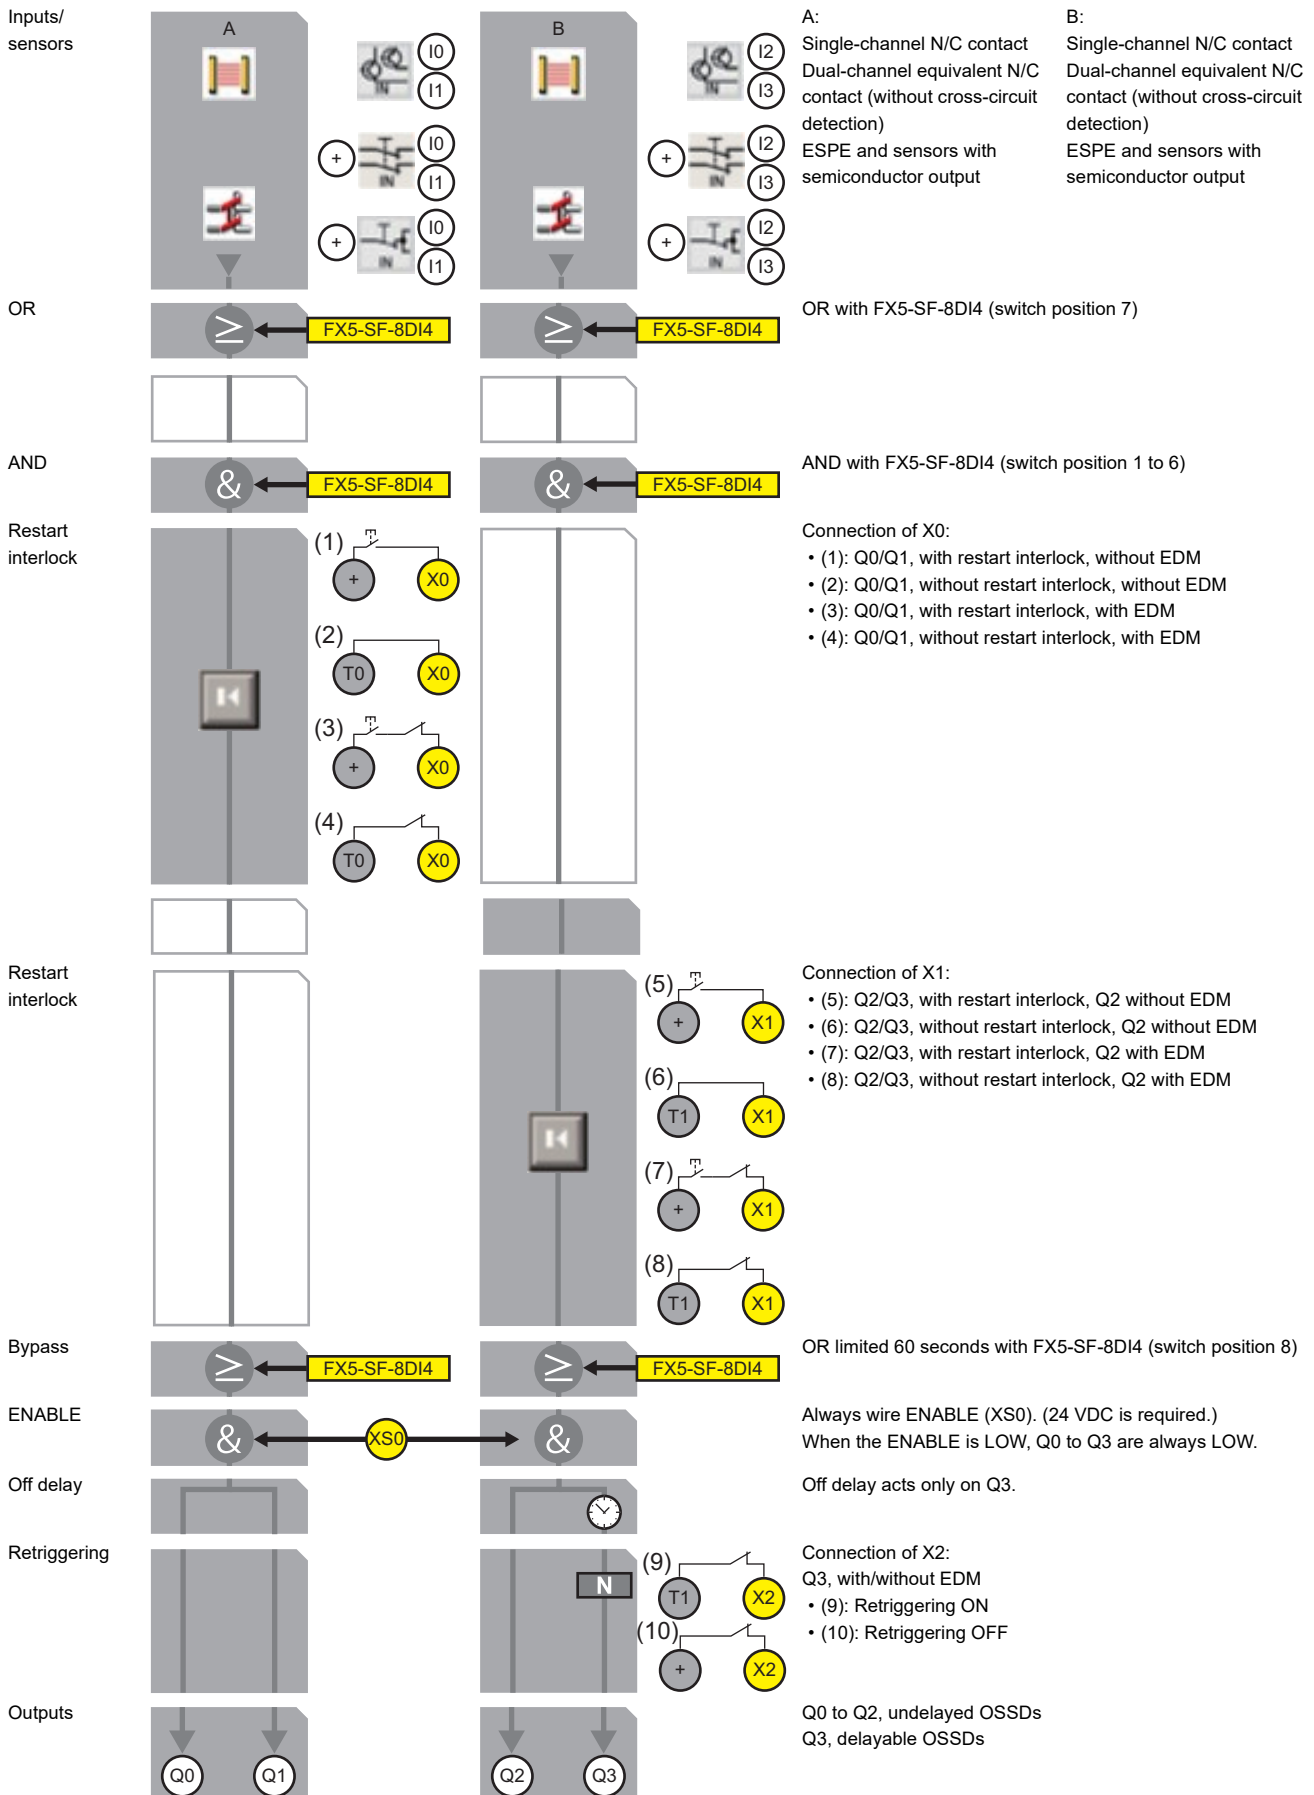 Inputs/
sensors
A
I0
I1
+
IN
I0
I1
+
IN
I0
I1
IN
B
I2
I3
+
IN
I2
I3
+
IN
I2
I3
IN
A:
Single-channel N/C contact
Dual-channel equivalent N/C
contact (without cross-circuit
detection)
ESPE and sensors with
semiconductor output
B:
Single-channel N/C contact
Dual-channel equivalent N/C
contact (without cross-circuit
detection)
ESPE and sensors with
semiconductor output
OR
≥
FX5-SF-8DI4
≥
FX5-SF-8DI4
OR with FX5-SF-8DI4 (switch position 7)
AND
&
FX5-SF-8DI4
&
FX5-SF-8DI4
AND with FX5-SF-8DI4 (switch position 1 to 6)
Restart
interlock
(1)
+
X0
(2)
T0
X0
(3)
+
X0
(4)
T0
X0
Connection of X0:
• (1): Q0/Q1, with restart interlock, without EDM
• (2): Q0/Q1, without restart interlock, without EDM
• (3): Q0/Q1, with restart interlock, with EDM
• (4): Q0/Q1, without restart interlock, with EDM
Restart
interlock
(5)
+
X1
(6)
T1
X1
(7)
+
X1
(8)
T1
X1
Connection of X1:
• (5): Q2/Q3, with restart interlock, Q2 without EDM
• (6): Q2/Q3, without restart interlock, Q2 without EDM
• (7): Q2/Q3, with restart interlock, Q2 with EDM
• (8): Q2/Q3, without restart interlock, Q2 with EDM
Bypass
≥
FX5-SF-8DI4
≥
FX5-SF-8DI4
OR limited 60 seconds with FX5-SF-8DI4 (switch position 8)
ENABLE
&
XS0
&
Always wire ENABLE (XS0). (24 VDC is required.)
When the ENABLE is LOW, Q0 to Q3 are always LOW.
Off delay
Off delay acts only on Q3.
Retriggering
N
(9)
T1
X2
(10)
+
X2
Connection of X2:
Q3, with/without EDM
• (9): Retriggering ON
• (10): Retriggering OFF
Outputs
Q0
Q1
Q2
Q3
Q0 to Q2, undelayed OSSDs
Q3, delayable OSSDs